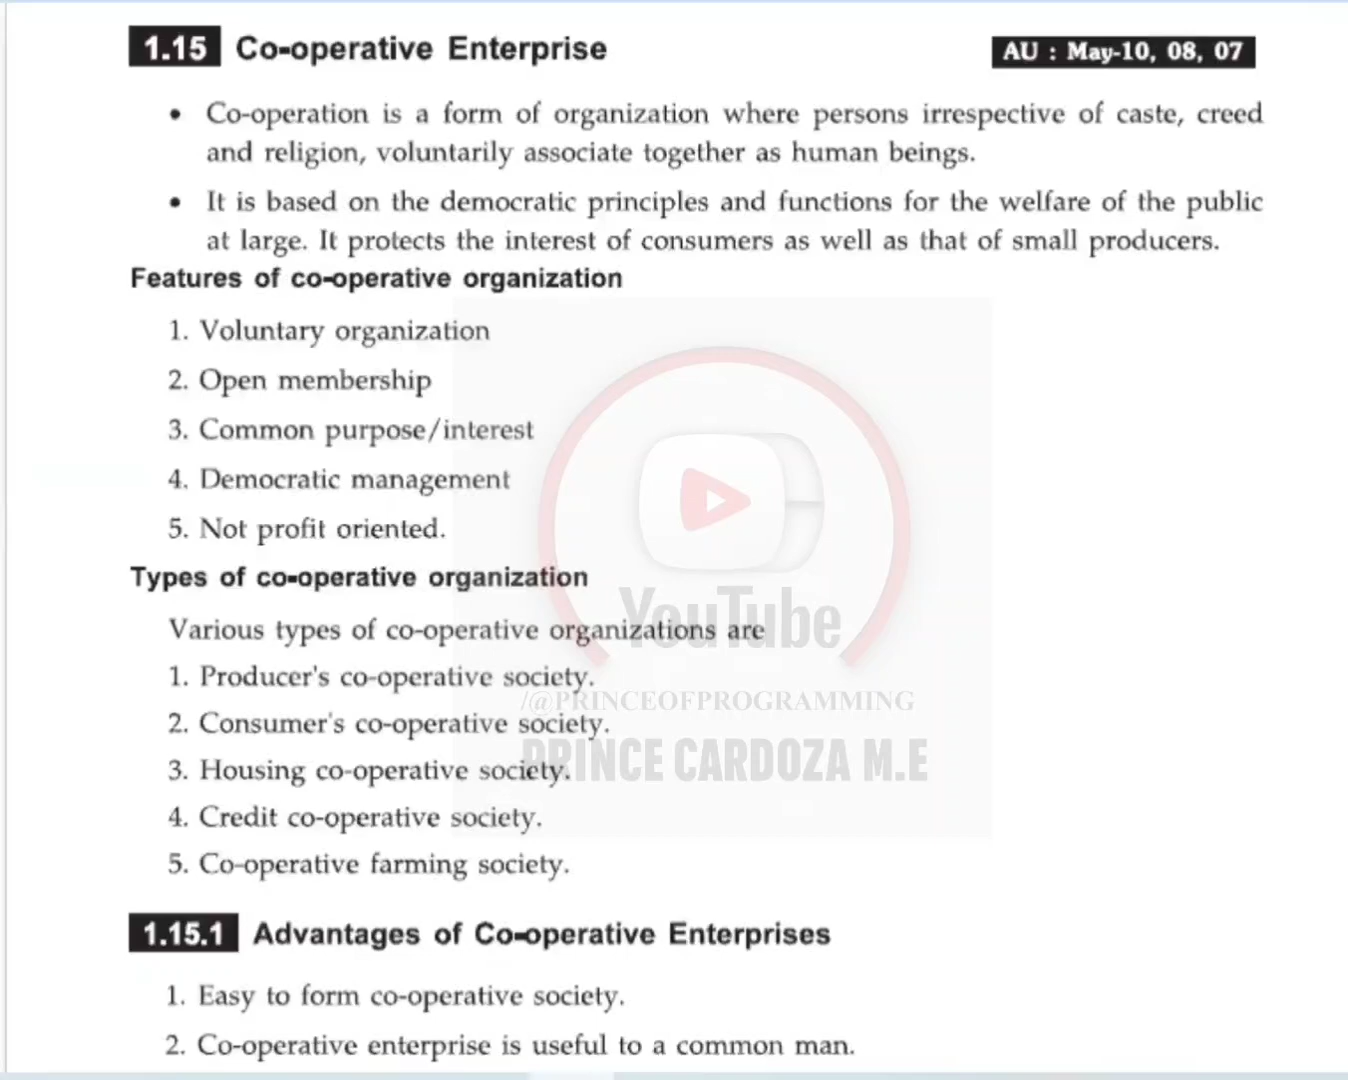 1.15 Co-operative Enterprise
AU : May-10, 08, 07
• Co-operation is a form of organization where persons irrespective of caste, creed
and religion, voluntarily associate together as human beings.
• It is based on the democratic principles and functions for the welfare of the public
at large. It protects the interest of consumers as well as that of small producers.
Features of co-operative organization
1. Voluntary organization
2. Open membership
3. Common purpose/interest
4. Democratic management
5. Not profit oriented.
Types of co-operative organization
Various types of co-operative organizations are
1. Producer's co-operative society.
2. Consumer's co-operative society.
3. Housing co-operative society.
4. Credit co-operative society.
5. Co-operative farming society.
YouTube
/@PRINCEOFPROGRAMMING
PRINCE CARDOZA M.E
1.15.1 Advantages of Co-operative Enterprises
1. Easy to form co-operative society.
2. Co-operative enterprise is useful to a common man.